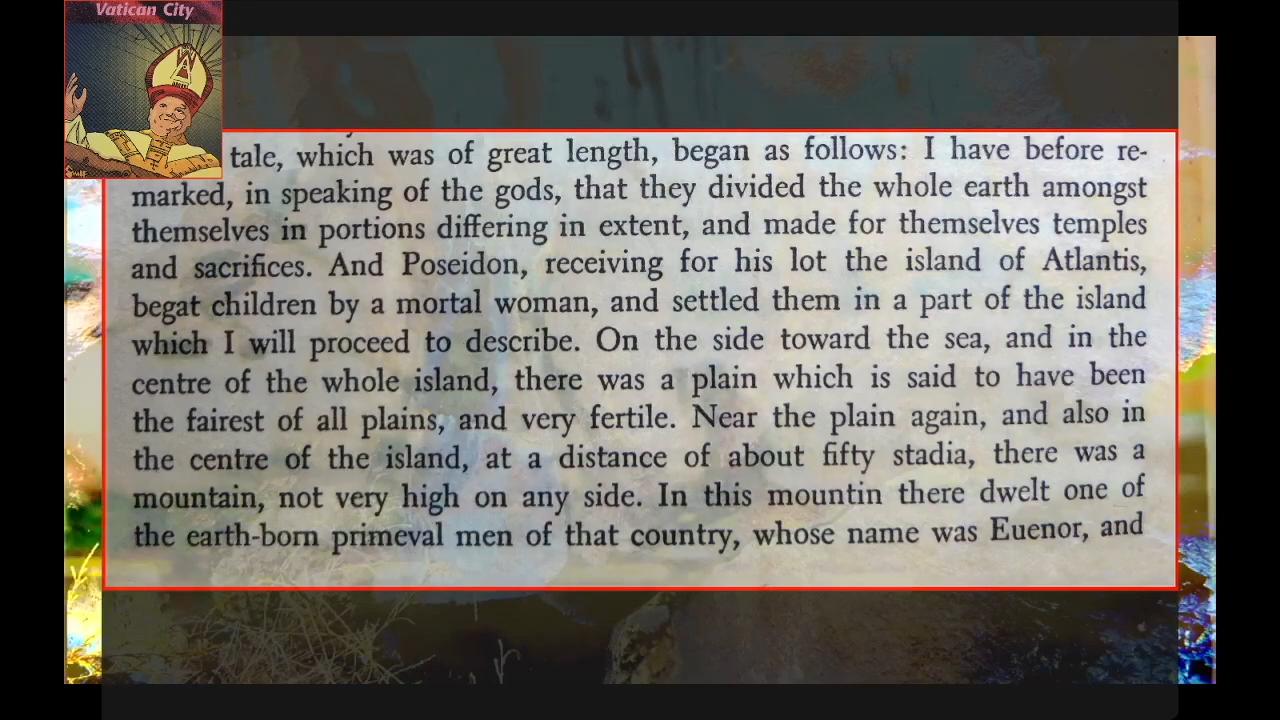 Vatican City
tale, which was of great length, began as follows: I have before re-
marked, in speaking of the gods, that they divided the whole earth amongst
themselves in portions differing in extent, and made for themselves temples
and sacrifices. And Poseidon, receiving for his lot the island of Atlantis,
begat children by a mortal woman, and settled them in a part of the island
which I will proceed to describe. On the side toward the sea, and in the
centre of the whole island, there was a plain which is said to have been
the fairest of all plains, and very fertile. Near the plain again, and also in
the centre of the island, at a distance of about fifty stadia, there was a
mountain, not very high on any side. In this mountin there dwelt one of
the earth-born primeval men of that country, whose name was Euenor, and